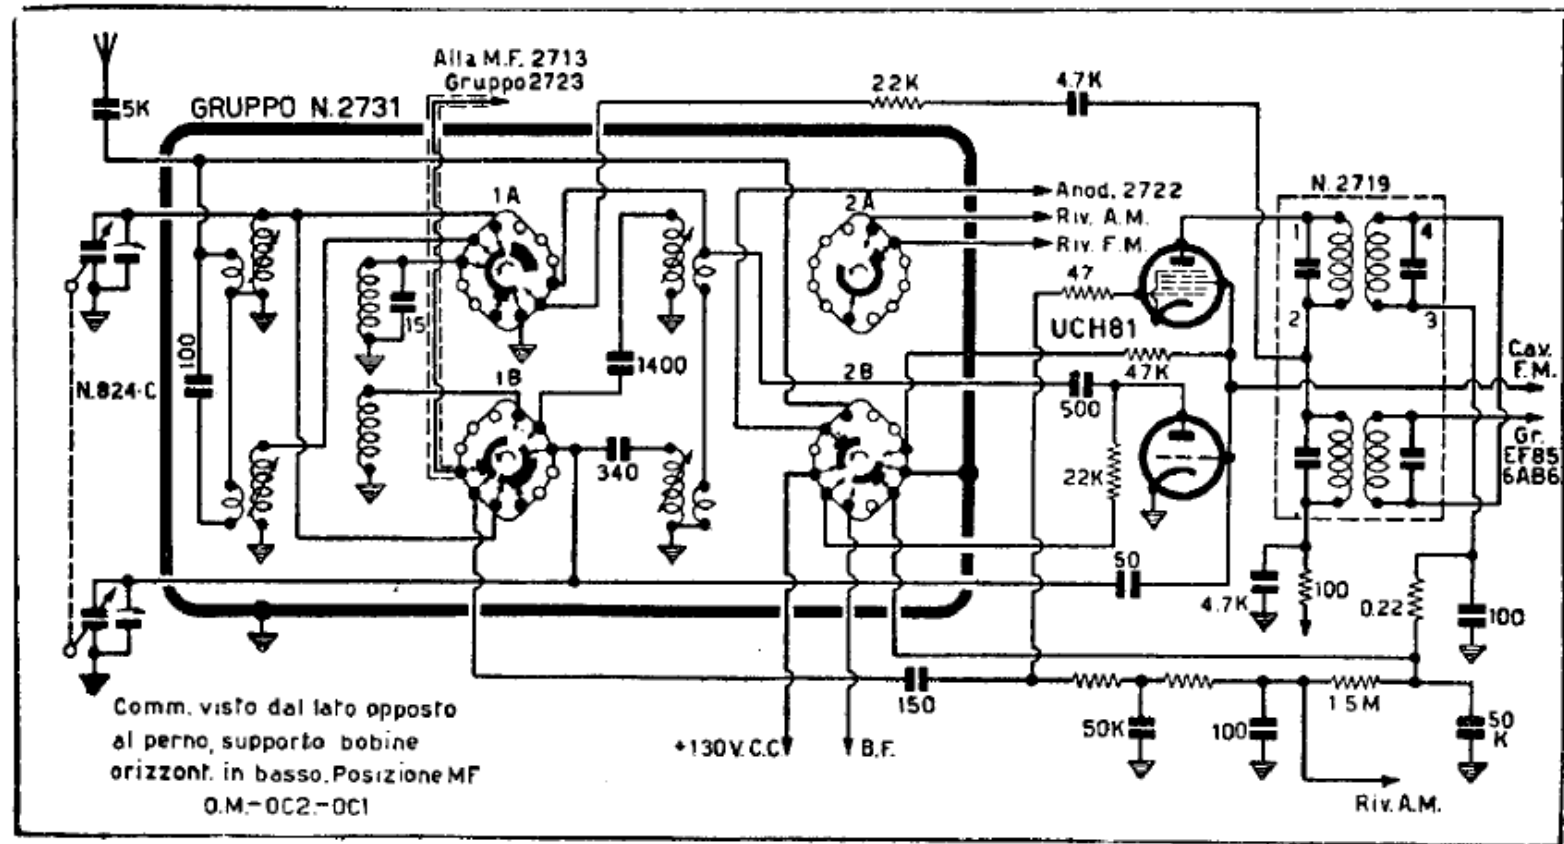 Alla M.F. 2713
Gruppo 2723
5K
GRUPPO N.2731
22K
4.7K
1A
2A
Anod. 2722
Riv. A.M.
Riv. F.M.
N. 2719
1
4
2
3
47
UCH81
15
100
1400
47K
N.824-C
1B
2B
500
Cav.
F.M.
Gr.
EF85
6AB6
340
22K
50
4.7K
100
0.22
100
150
50K
100
1 5M
50
K
+130V.C.C.
B.F.
Riv. A.M.
Comm. visto dal lato opposto
al perno, supporto bobine
orizzont. in basso. Posizione MF
O.M.-OC2.-OC1